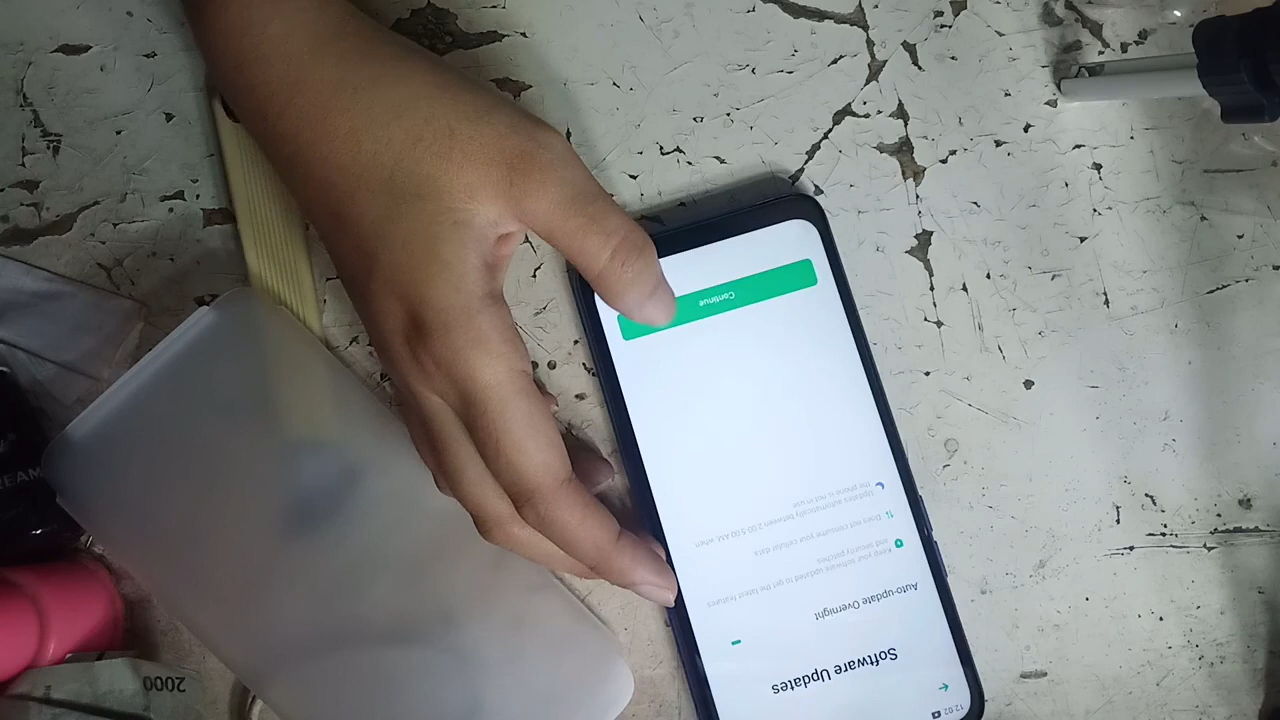 12:02
Software Updates
Auto-update Overnight
Keep your software updated to get the latest features
and security patches
Does not consume your cellular data
Updates automatically between 2:00 5:00 AM, when
the phone is not in use
Continue
2000
REAM